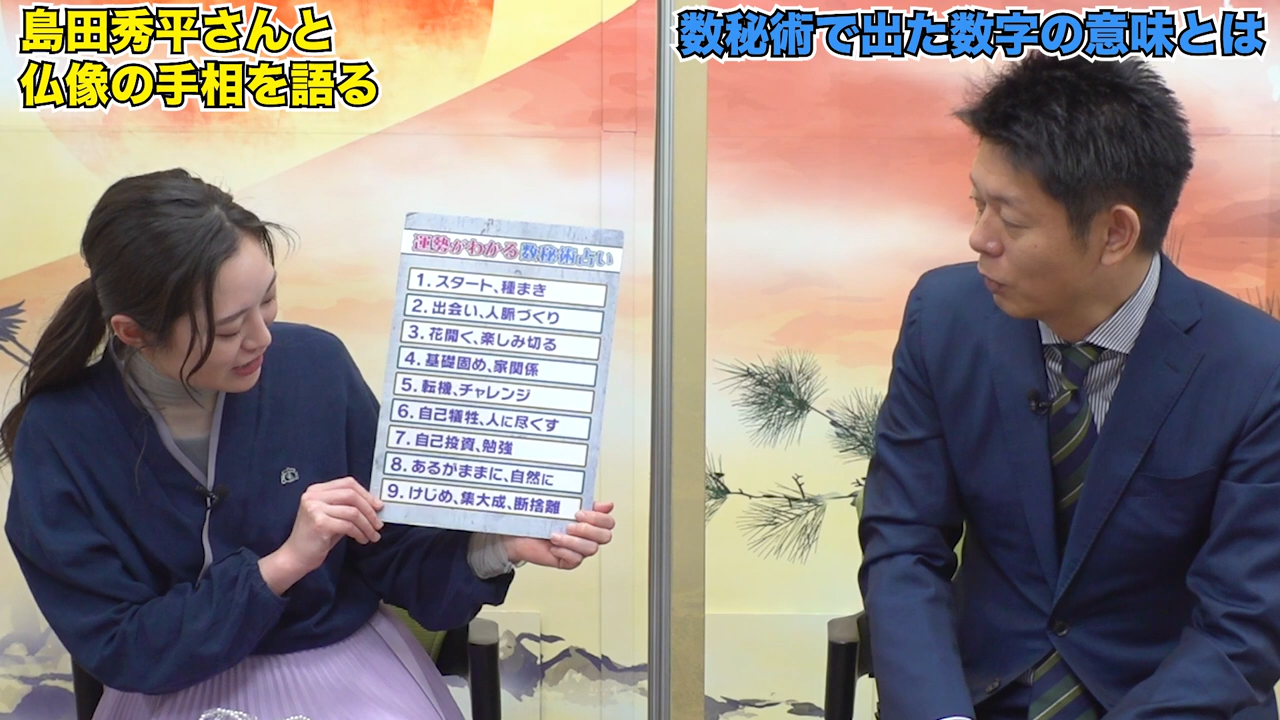 島田秀平さんと
仏像の手相を語る
数秘術で出た数字の意味とは
運勢がわかる数秘術占い
1. スタート、種まき
2. 出会い、人脈づくり
3. 花開く、楽しみ切る
4. 基礎固め、家関係
5. 転機、チャレンジ
6. 自己犠牲、人に尽くす
7. 自己投資、勉強
8. あるがままに、自然に
9. けじめ、集大成、断捨離